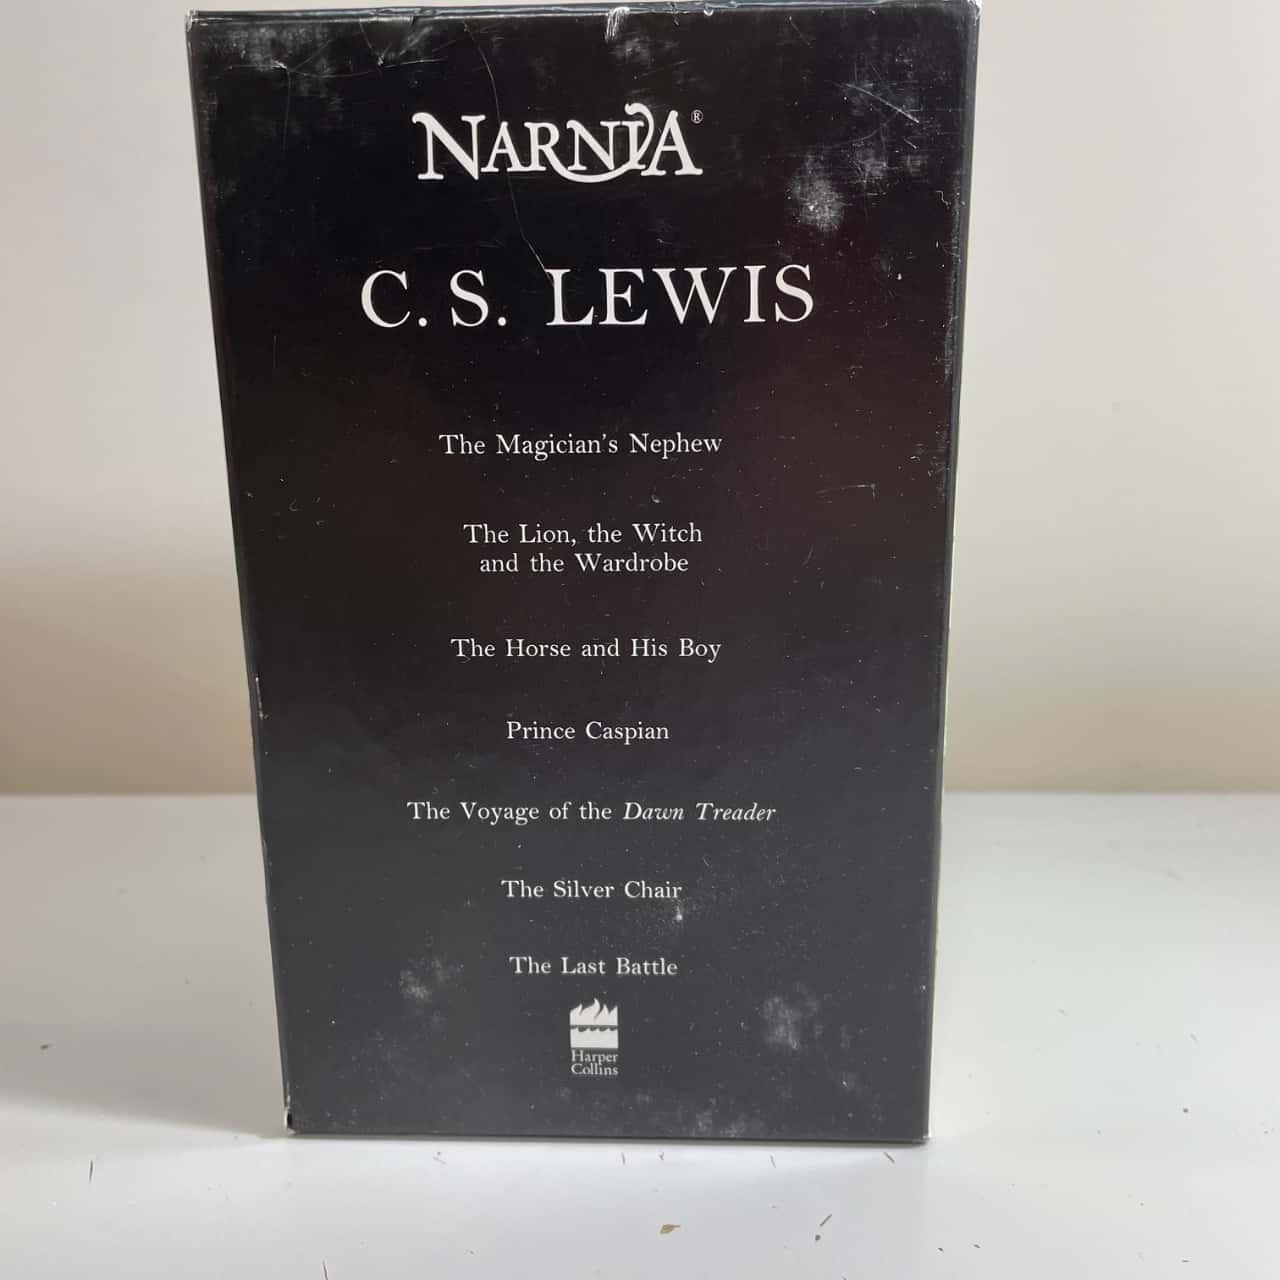 NARNIA®
C. S. LEWIS
The Magician's Nephew
The Lion, the Witch
and the Wardrobe
The Horse and His Boy
Prince Caspian
The Voyage of the Dawn Treader
The Silver Chair
The Last Battle
Harper
Collins